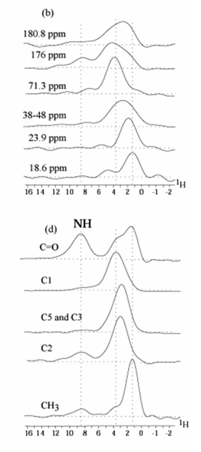 (b)
180.8 ppm
176 ppm
71.3 ppm
38-48 ppm
23.9 ppm
18.6 ppm
16 14 12 10 8 6 4 2 0 -2
1H
(d)
NH
C=O
C1
C5 and C3
C2
CH3
16 14 12 10 8 6 4 2 0 -2
1H